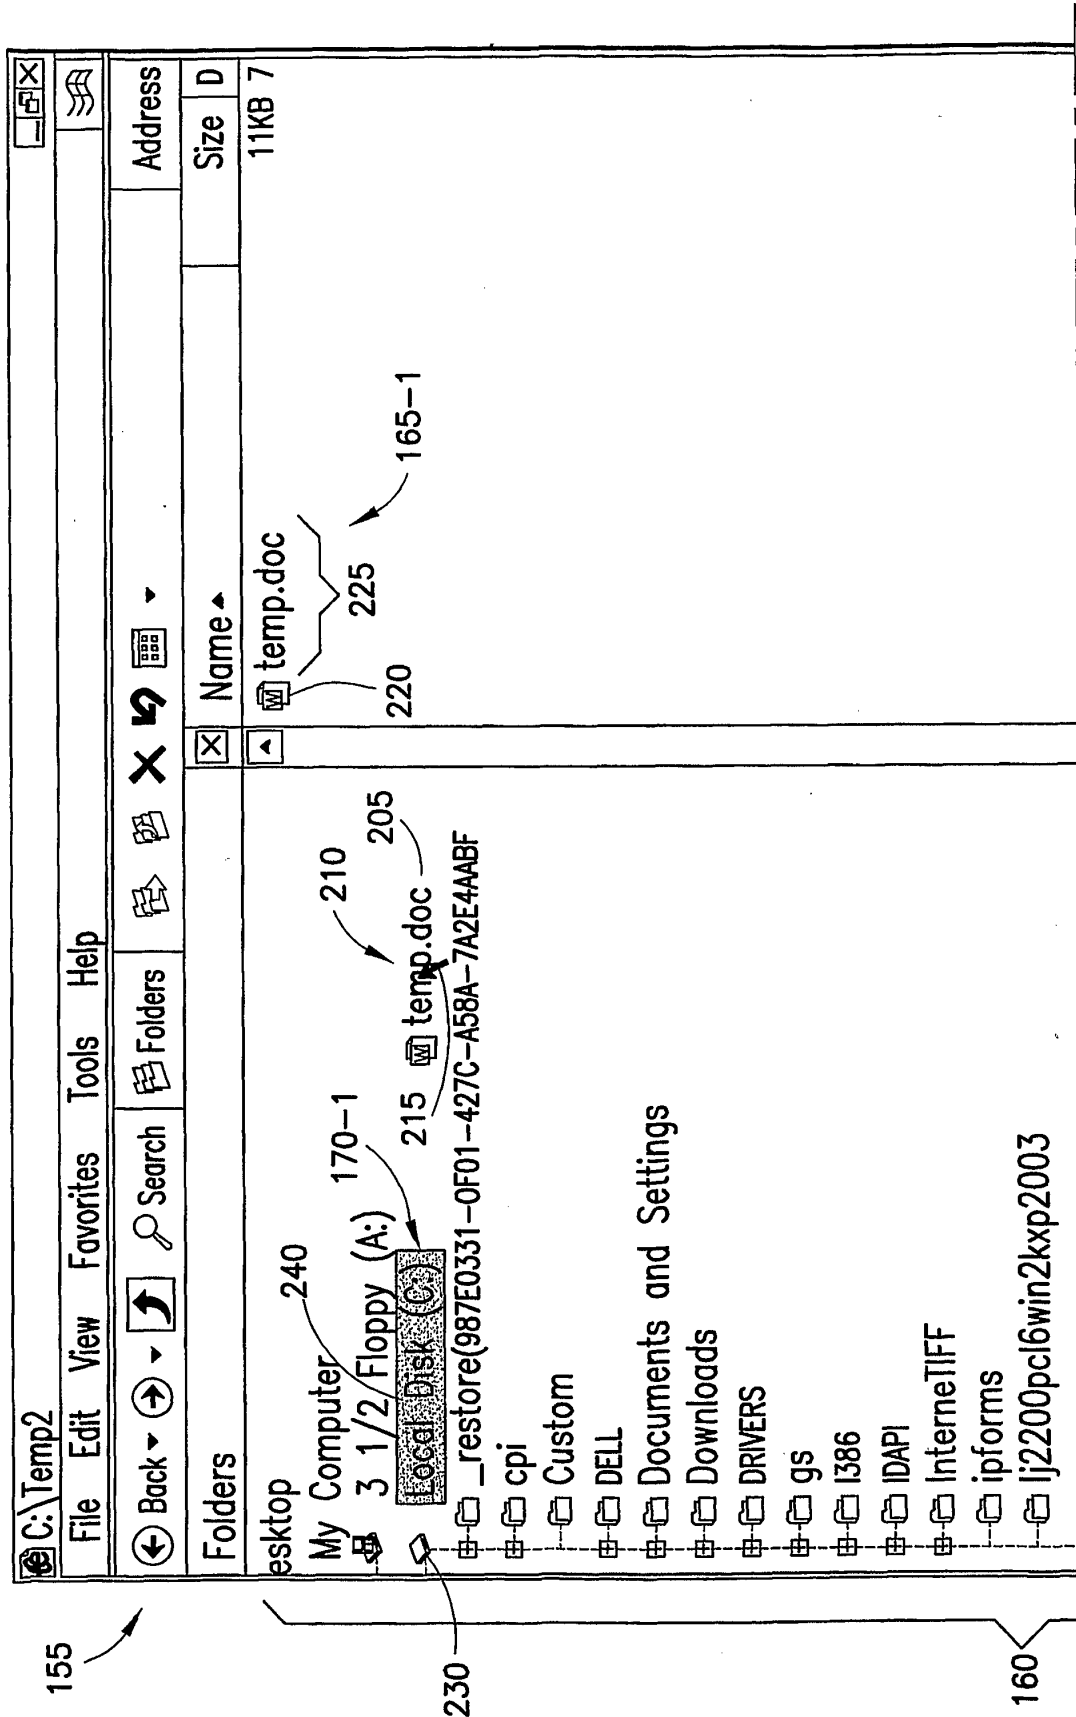 155
C:\Temp2
File Edit View Favorites Tools Help
Back Search Folders
Address
Folders
Name
Size D
esktop
My Computer
3 1/2 Floppy (A:)
Local Disk (C:)
_restore(987E0331-0F01-427C-A58A-7A2E4AABF
cpi
Custom
DELL
Documents and Settings
Downloads
DRIVERS
gs
I386
IDAPI
InterneTIFF
ipforms
lj2200pcl6win2kxp2003
temp.doc
temp.doc
11KB 7
240
170-1
215
210
205
220
225
165-1
230
160